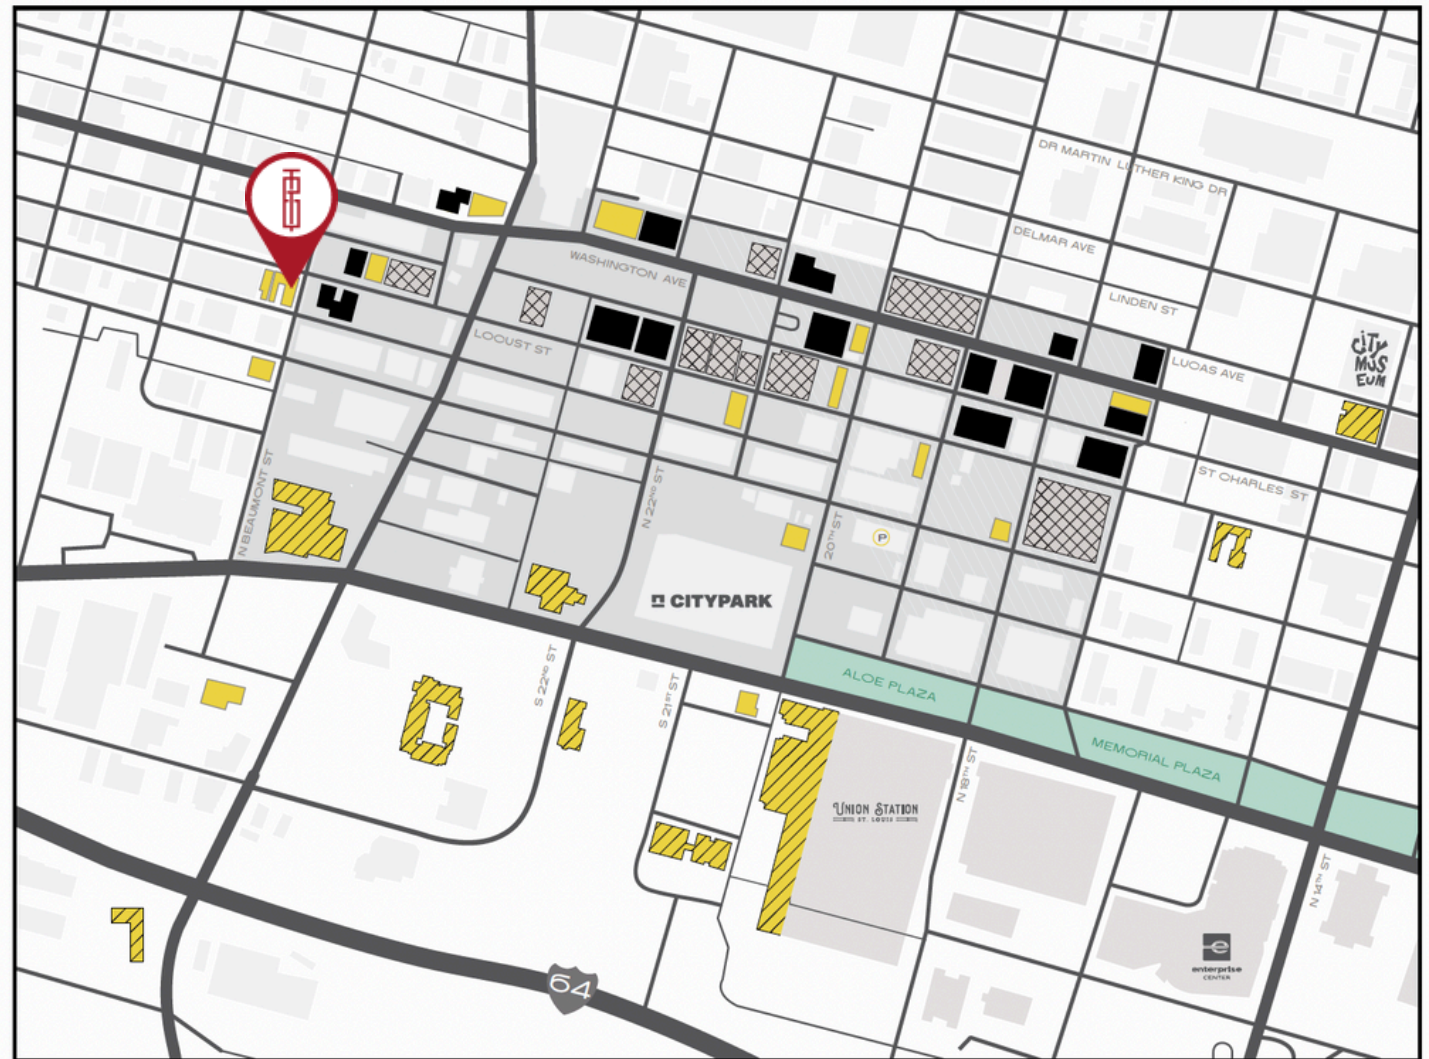 DR MARTIN LUTHER KING DR
DELMAR AVE
WASHINGTON AVE
LINDEN ST
LOCUST ST
LUCAS AVE
CiTY
MUS
EUM
N BEAUMONT ST
N 22ND ST
ST CHARLES ST
20TH ST
P
CITYPARK
S 22ND ST
S 21ST ST
ALOE PLAZA
MEMORIAL PLAZA
N 18TH ST
UNION STATION
ST. LOUIS
N 14TH ST
e
enterprise
CENTER
64